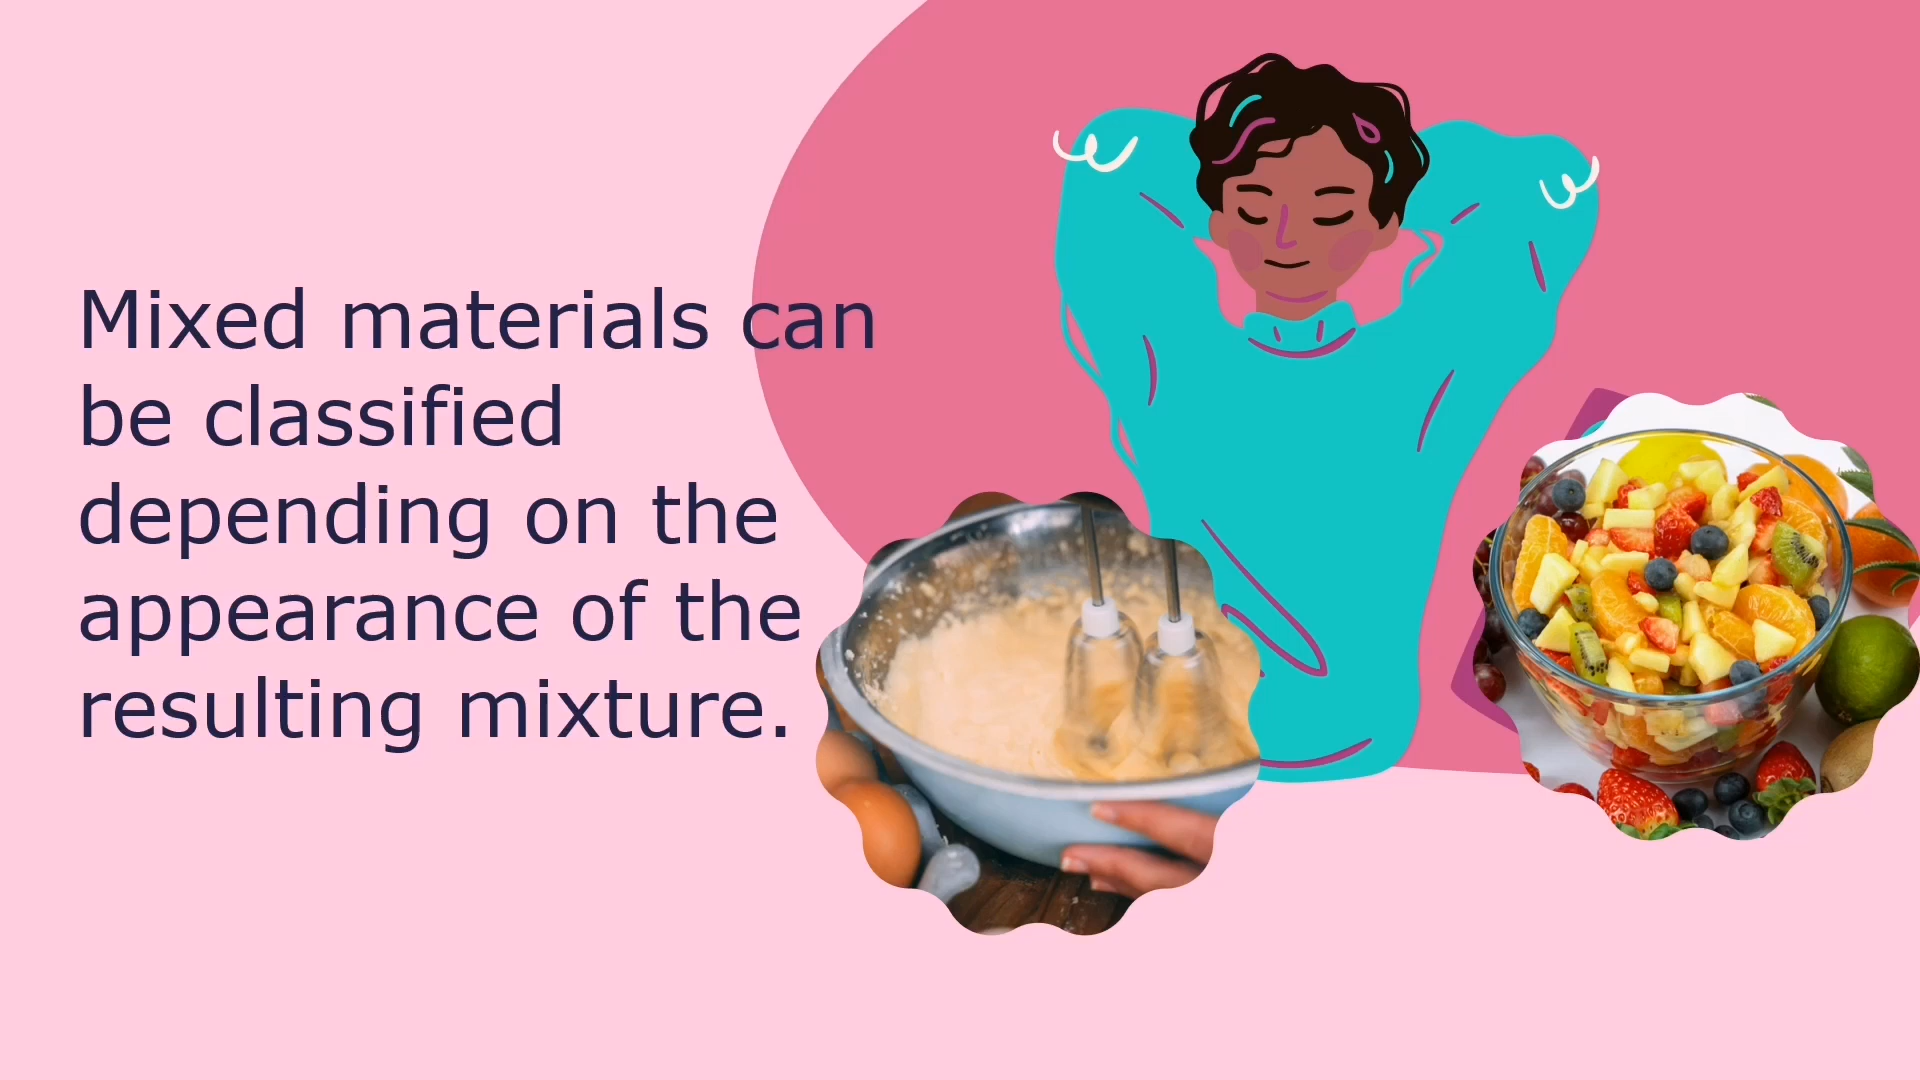 Mixed materials can
be classified
depending on the
appearance of the
resulting mixture.